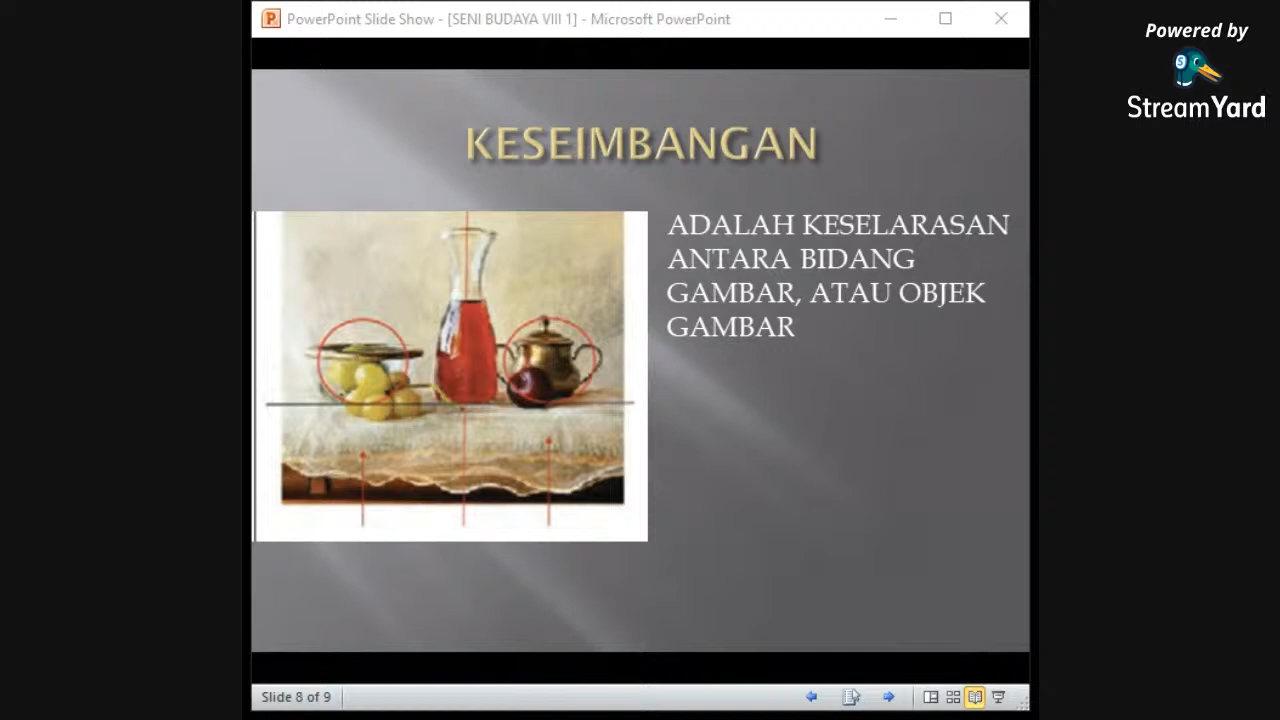 PowerPoint Slide Show - [SENI BUDAYA VIII 1] - Microsoft PowerPoint
Powered by
StreamYard
KESEIMBANGAN
ADALAH KESELARASAN
ANTARA BIDANG
GAMBAR, ATAU OBJEK
GAMBAR
Slide 8 of 9